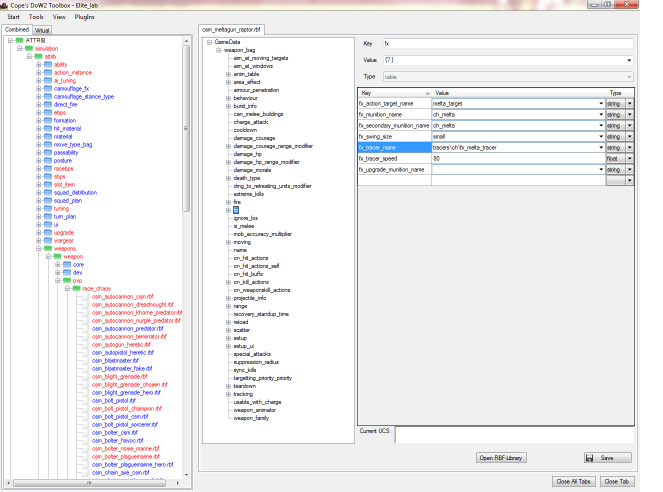 Cope's DoW2 Toolbox - Elite_lab
Start Tools View PlugIns
Combined Virtual
ATTRIB
simulation
attrib
ability
action_instance
ai_tuning
camouflage_fx
camouflage_stance_type
direct_fire
ebps
formation
hit_material
material
move_type_bag
passability
posture
racebps
sbps
slot_item
squad_distribution
squad_plan
tuning
turn_plan
ui
upgrade
wargear
weapons
weapon
core
dev
pvp
race_chaos
csm_autocannon_csm.rbf
csm_autocannon_dreadnought.rbf
csm_autocannon_khorne_predator.rbf
csm_autocannon_nurgle_predator.rbf
csm_autocannon_predator.rbf
csm_autocannon_terminator.rbf
csm_autogun_heretic.rbf
csm_autopistol_heretic.rbf
csm_blastmaster.rbf
csm_blastmaster_fake.rbf
csm_blight_grenade.rbf
csm_blight_grenade_chosen.rbf
csm_blight_grenade_hero.rbf
csm_bolt_pistol.rbf
csm_bolt_pistol_champion.rbf
csm_bolt_pistol_csm.rbf
csm_bolt_pistol_sorcerer.rbf
csm_bolter_csm.rbf
csm_bolter_havoc.rbf
csm_bolter_noise_marine.rbf
csm_bolter_plaguemarine.rbf
csm_bolter_plaguemarine_hero.rbf
csm_chain_axe_csm.rbf
csm_meltagun_raptor.rbf
GameData
weapon_bag
aim_at_moving_targets
aim_at_windows
anim_table
area_effect
armour_penetration
behaviour
burst_info
can_melee_buildings
charge_attack
cooldown
damage_courage
damage_courage_range_modifier
damage_hp
damage_hp_range_modifier
damage_morale
death_type
dmg_to_retreating_units_modifier
extreme_kills
fire
fx
ignore_los
is_melee
mob_accuracy_multiplier
moving
name
on_hit_actions
on_hit_actions_self
on_hit_buffs
on_kill_actions
on_weaponskill_actions
projectile_info
range
recovery_standup_time
reload
scatter
setup
setup_ui
special_attacks
suppression_radius
sync_kills
targetting_priority_priority
teardown
tracking
usable_with_charge
weapon_animator
weapon_family
Key fx
Value {7}
Type table
Key Value Type
fx_action_target_name melta_target string
fx_munition_name ch_melta string
fx_secondary_munition_name ch_melta string
fx_swing_size small string
fx_tracer_name tracers\ch\fx_melta_tracer string
fx_tracer_speed 80 float
fx_upgrade_munition_name string
Current UCS:
Open RBF-Library Save
Close All Tabs Close Tab